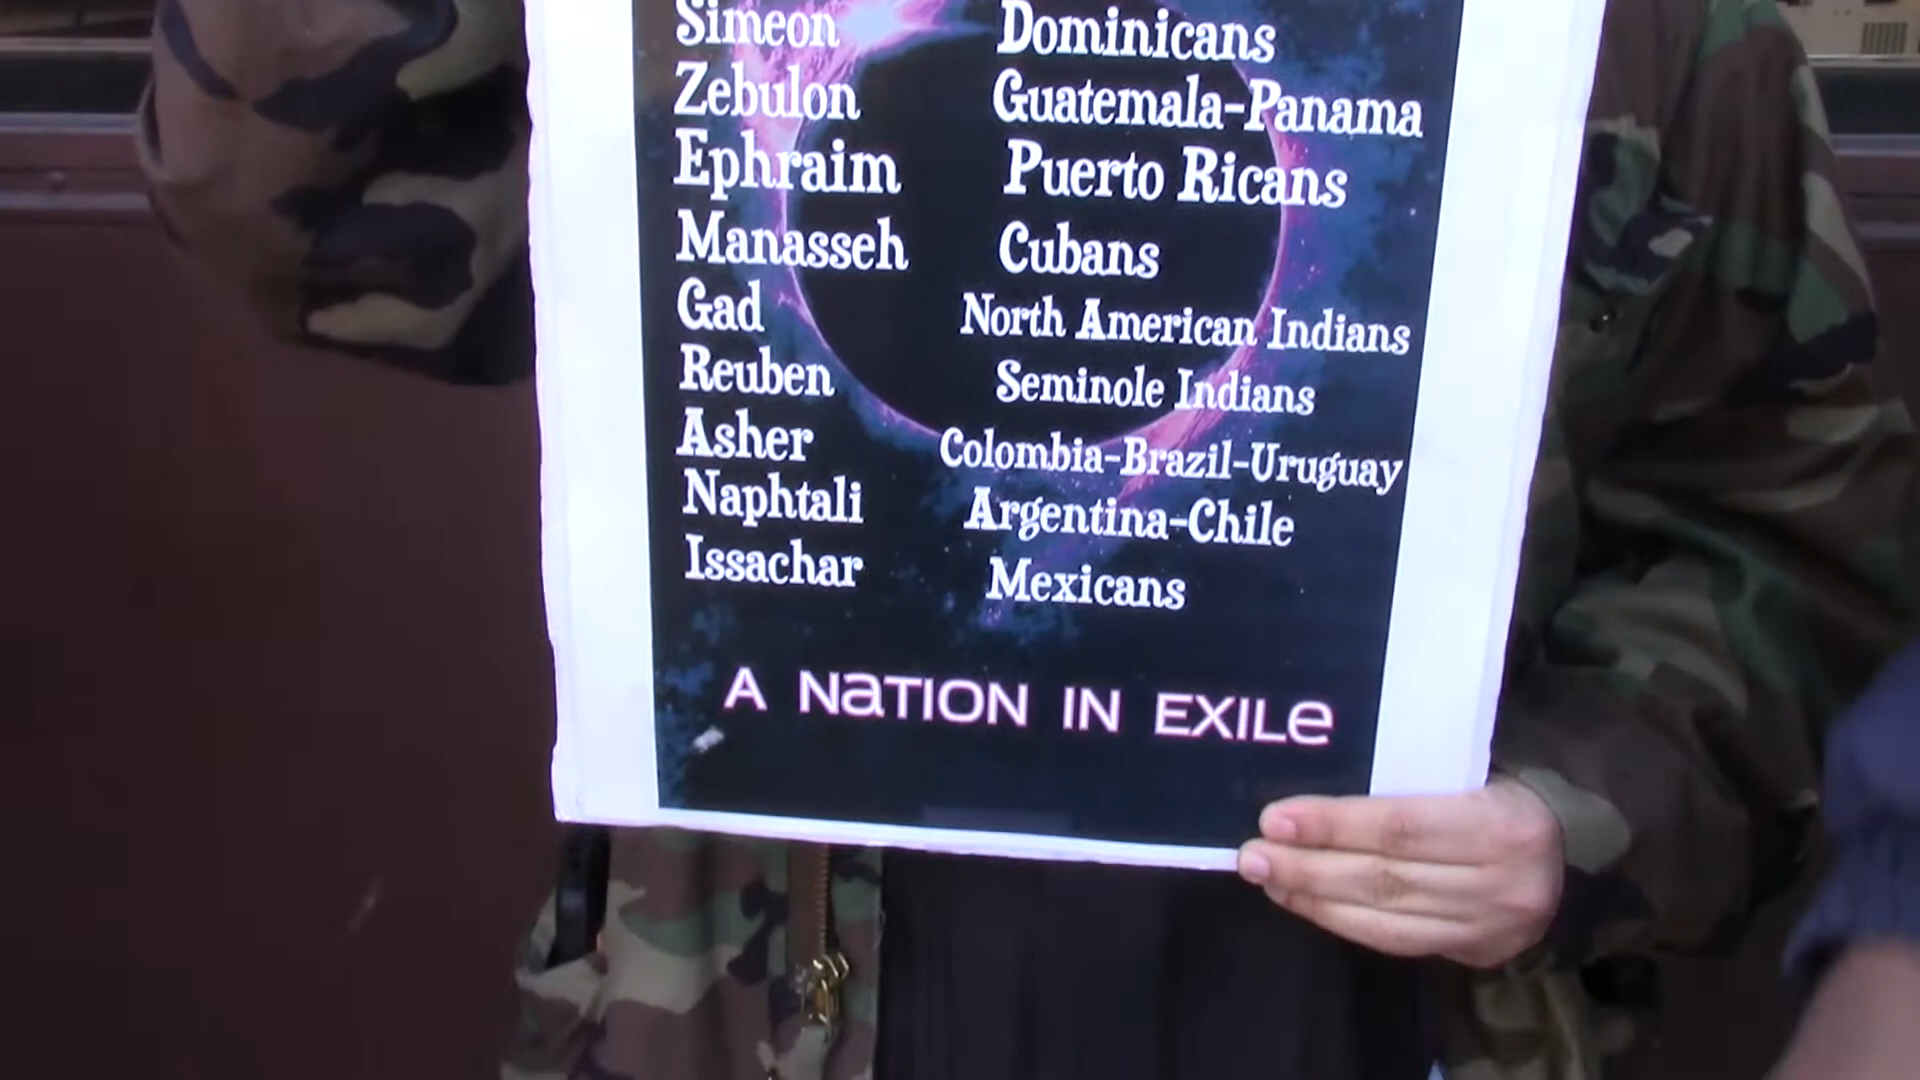 Simeon Dominicans
Zebulon Guatemala-Panama
Ephraim Puerto Ricans
Manasseh Cubans
Gad North American Indians
Reuben Seminole Indians
Asher Colombia-Brazil-Uruguay
Naphtali Argentina-Chile
Issachar Mexicans
A NaTION IN EXILe